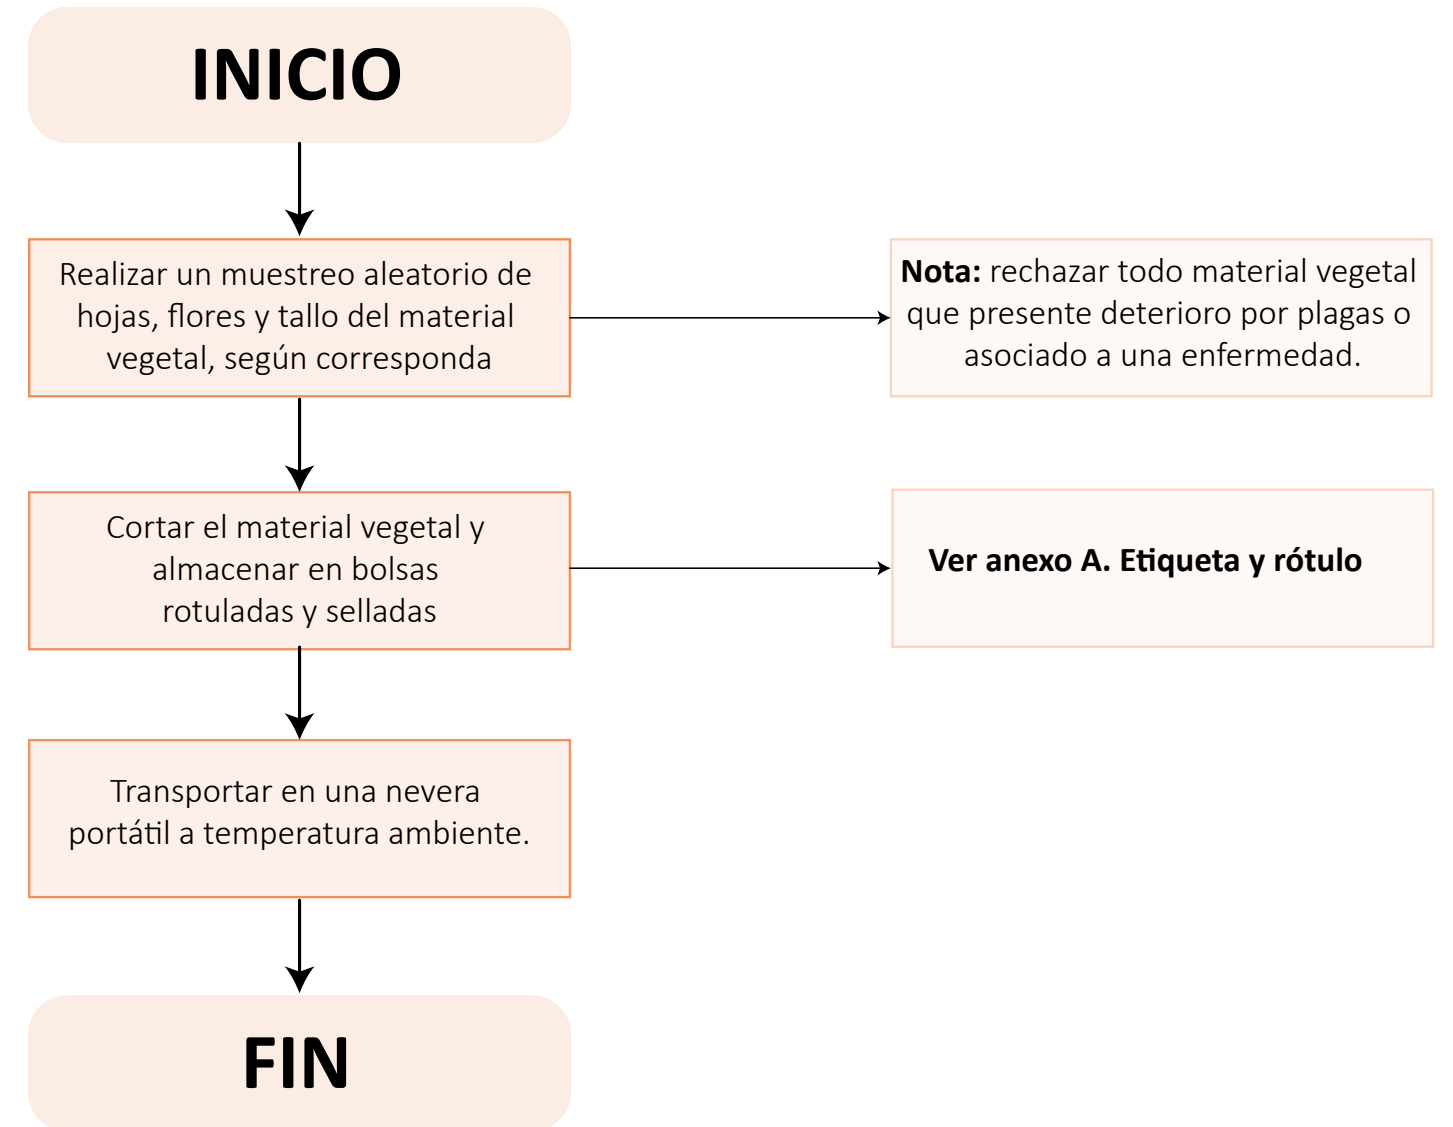 INICIO
Realizar un muestreo aleatorio de
hojas, flores y tallo del material
vegetal, según corresponda
Nota: rechazar todo material vegetal
que presente deterioro por plagas o
asociado a una enfermedad.
Cortar el material vegetal y
almacenar en bolsas
rotuladas y selladas
Ver anexo A. Etiqueta y rótulo
Transportar en una nevera
portátil a temperatura ambiente.
FIN